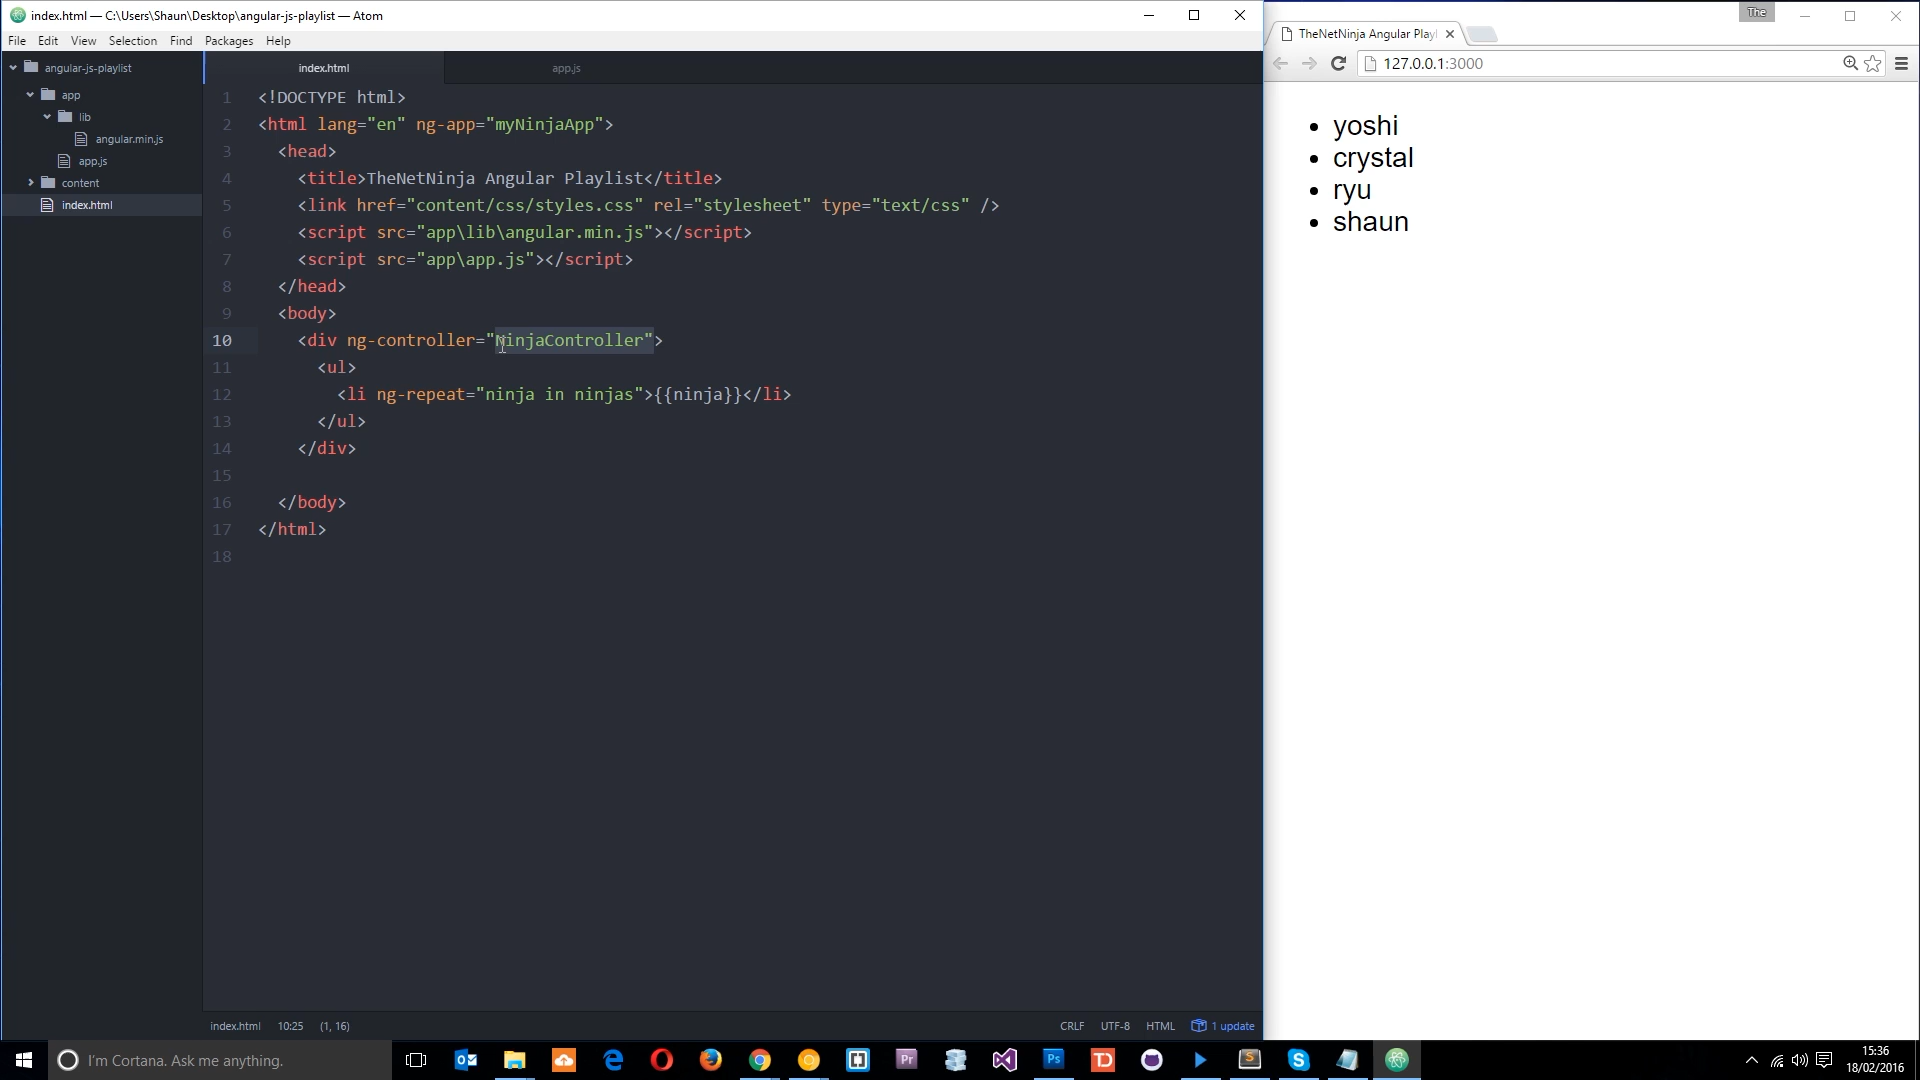 index.html — C:\Users\Shaun\Desktop\angular-js-playlist — Atom
File Edit View Selection Find Packages Help
angular-js-playlist
app
lib
angular.min.js
app.js
content
index.html
index.html app.js
1 <!DOCTYPE html>
2 <html lang="en" ng-app="myNinjaApp">
3 <head>
4 <title>TheNetNinja Angular Playlist</title>
5 <link href="content/css/styles.css" rel="stylesheet" type="text/css" />
6 <script src="app\lib\angular.min.js"></script>
7 <script src="app\app.js"></script>
8 </head>
9 <body>
10 <div ng-controller="NinjaController">
11 <ul>
12 <li ng-repeat="ninja in ninjas">{{ninja}}</li>
13 </ul>
14 </div>
15
16 </body>
17 </html>
18
index.html 10:25 (1, 16) CRLF UTF-8 HTML 1 update
The
TheNetNinja Angular Play
127.0.0.1:3000
yoshi
crystal
ryu
shaun
I'm Cortana. Ask me anything.
Pr
Ps
TD
S
S
15:36
18/02/2016